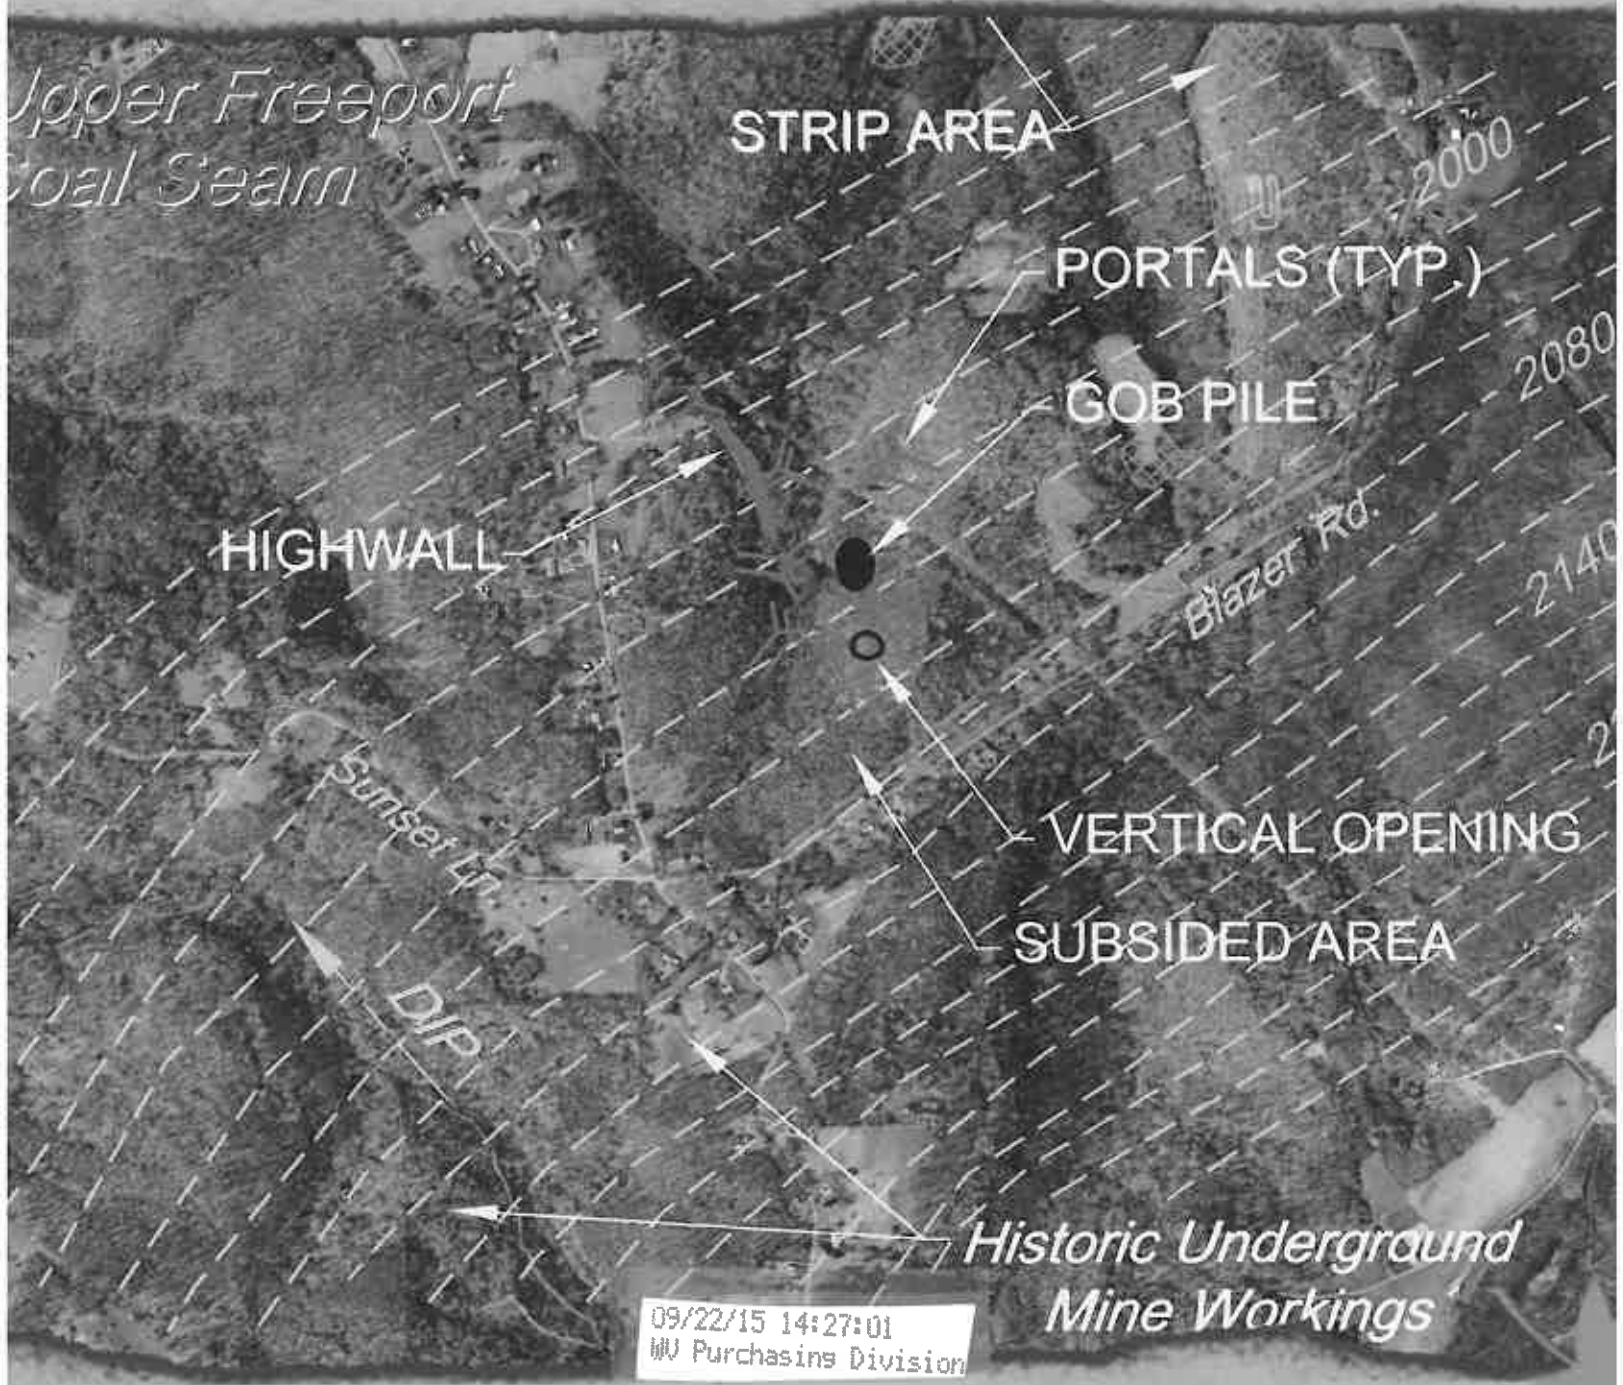 Upper Freeport
Coal Seam
STRIP AREA
2000
PORTALS (TYP.)
2080
GOB PILE
HIGHWALL
Blazer Rd.
2140
Sunset Ln
VERTICAL OPENING
SUBSIDED AREA
DIP
Historic Underground
Mine Workings
09/22/15 14:27:01
WV Purchasing Division